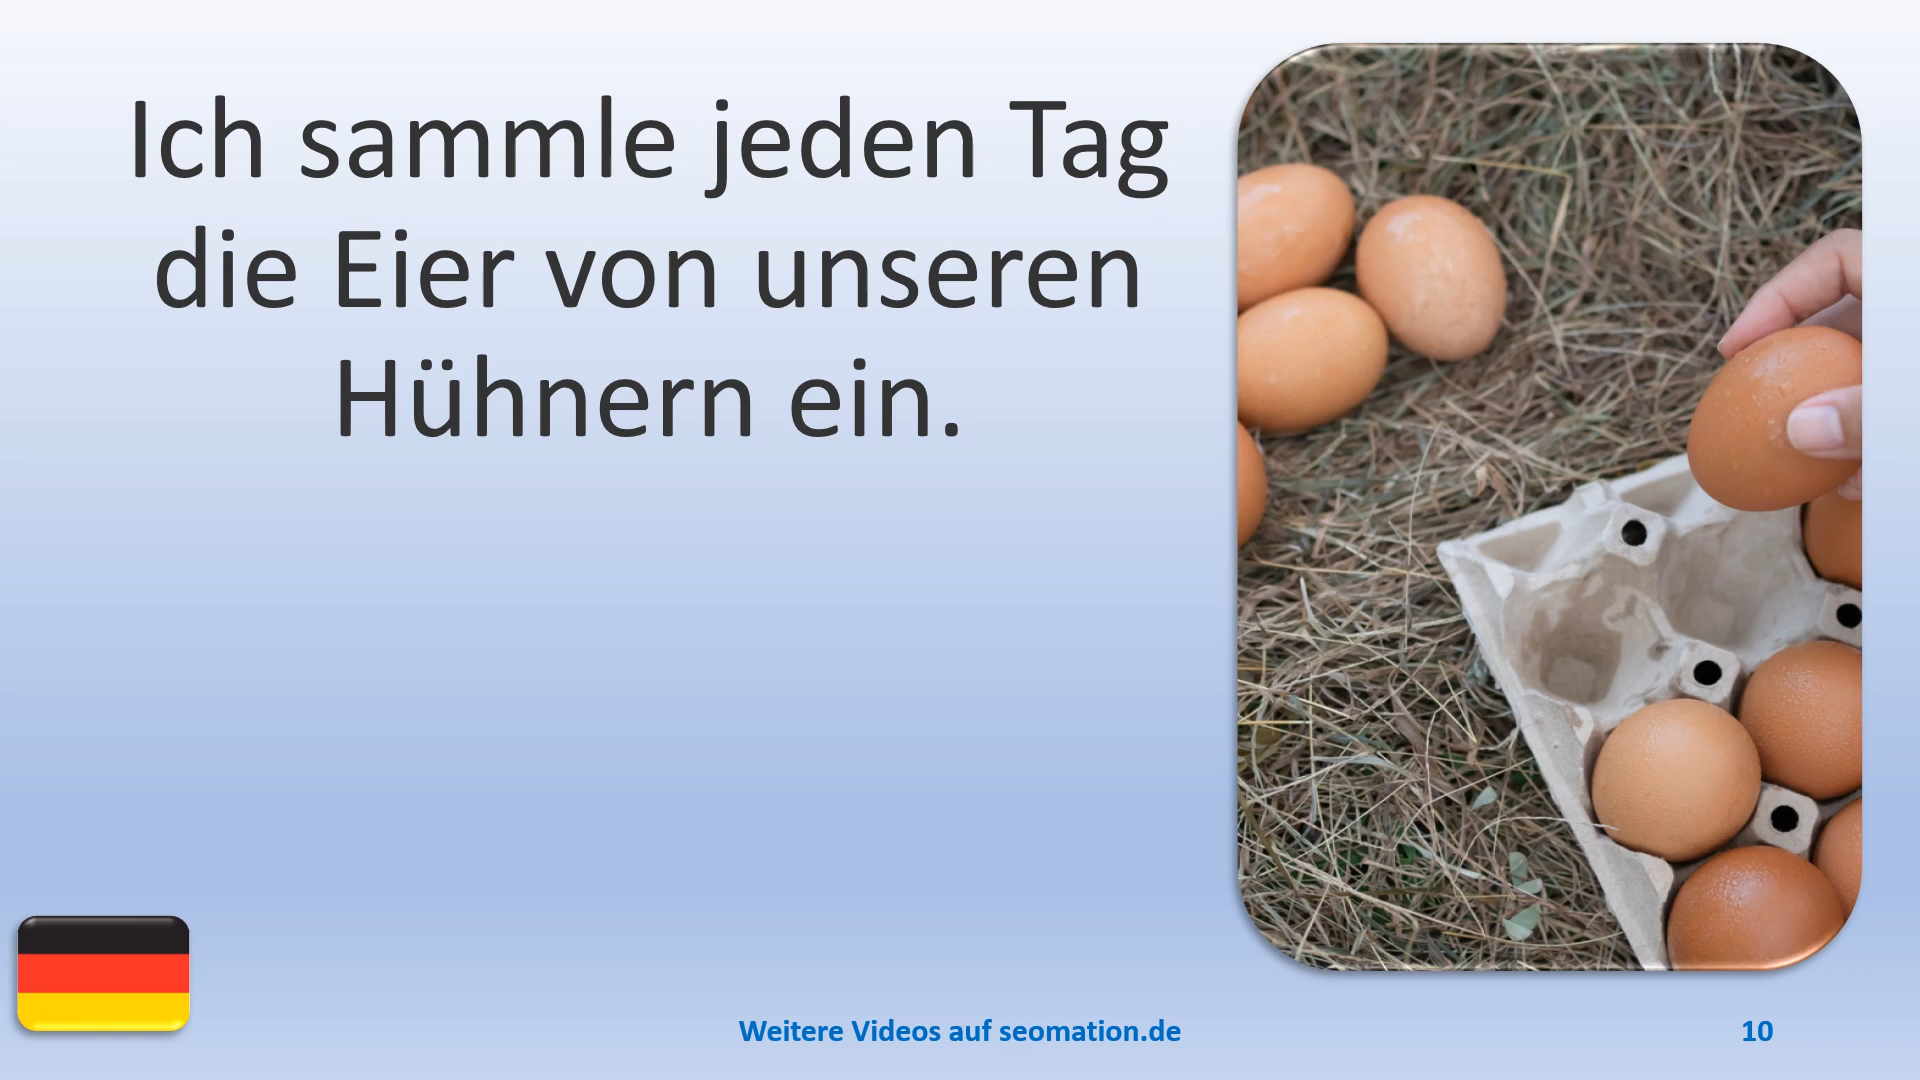 Ich sammle jeden Tag
die Eier von unseren
Hühnern ein.
Weitere Videos auf seomation.de
10